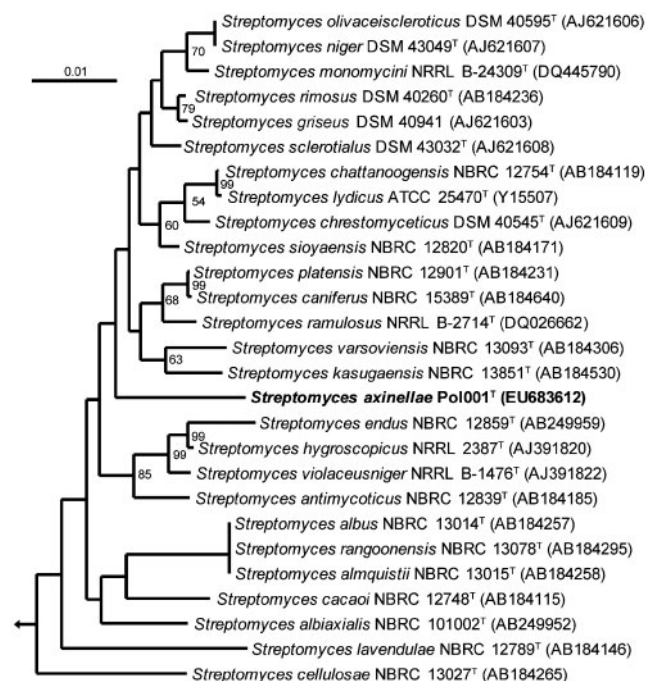 Streptomyces olivaceiscleroticus DSM 40595ᵀ (AJ621606)
70
Streptomyces niger DSM 43049ᵀ (AJ621607)
Streptomyces monomycini NRRL B-24309ᵀ (DQ445790)
0.01
Streptomyces rimosus DSM 40260ᵀ (AB184236)
79
Streptomyces griseus DSM 40941 (AJ621603)
Streptomyces sclerotialus DSM 43032ᵀ (AJ621608)
Streptomyces chattanoogensis NBRC 12754ᵀ (AB184119)
99
Streptomyces lydicus ATCC 25470ᵀ (Y15507)
54
Streptomyces chrestomyceticus DSM 40545ᵀ (AJ621609)
60
Streptomyces sioyaensis NBRC 12820ᵀ (AB184171)
Streptomyces platensis NBRC 12901ᵀ (AB184231)
99
Streptomyces caniferus NBRC 15389ᵀ (AB184640)
68
Streptomyces ramulosus NRRL B-2714ᵀ (DQ026662)
Streptomyces varsoviensis NBRC 13093ᵀ (AB184306)
63
Streptomyces kasugaensis NBRC 13851ᵀ (AB184530)
Streptomyces axinellae Pol001ᵀ (EU683612)
Streptomyces endus NBRC 12859ᵀ (AB249959)
99
Streptomyces hygroscopicus NRRL 2387ᵀ (AJ391820)
99
Streptomyces violaceusniger NRRL B-1476ᵀ (AJ391822)
85
Streptomyces antimycoticus NBRC 12839ᵀ (AB184185)
Streptomyces albus NBRC 13014ᵀ (AB184257)
Streptomyces rangoonensis NBRC 13078ᵀ (AB184295)
Streptomyces almquistii NBRC 13015ᵀ (AB184258)
Streptomyces cacaoi NBRC 12748ᵀ (AB184115)
Streptomyces albiaxialis NBRC 101002ᵀ (AB249952)
Streptomyces lavendulae NBRC 12789ᵀ (AB184146)
Streptomyces cellulosae NBRC 13027ᵀ (AB184265)